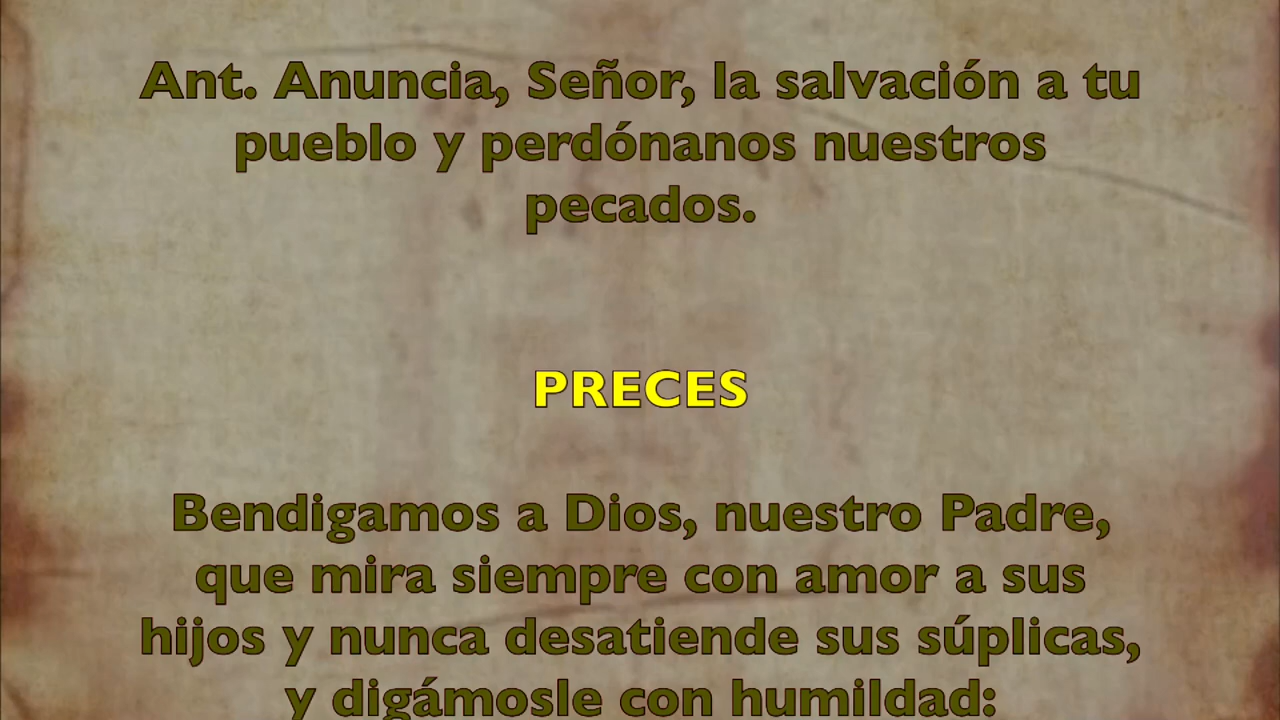 Ant. Anuncia, Señor, la salvación a tu
pueblo y perdónanos nuestros
pecados.
PRECES
Bendigamos a Dios, nuestro Padre,
que mira siempre con amor a sus
hijos y nunca desatiende sus súplicas,
y digámosle con humildad: